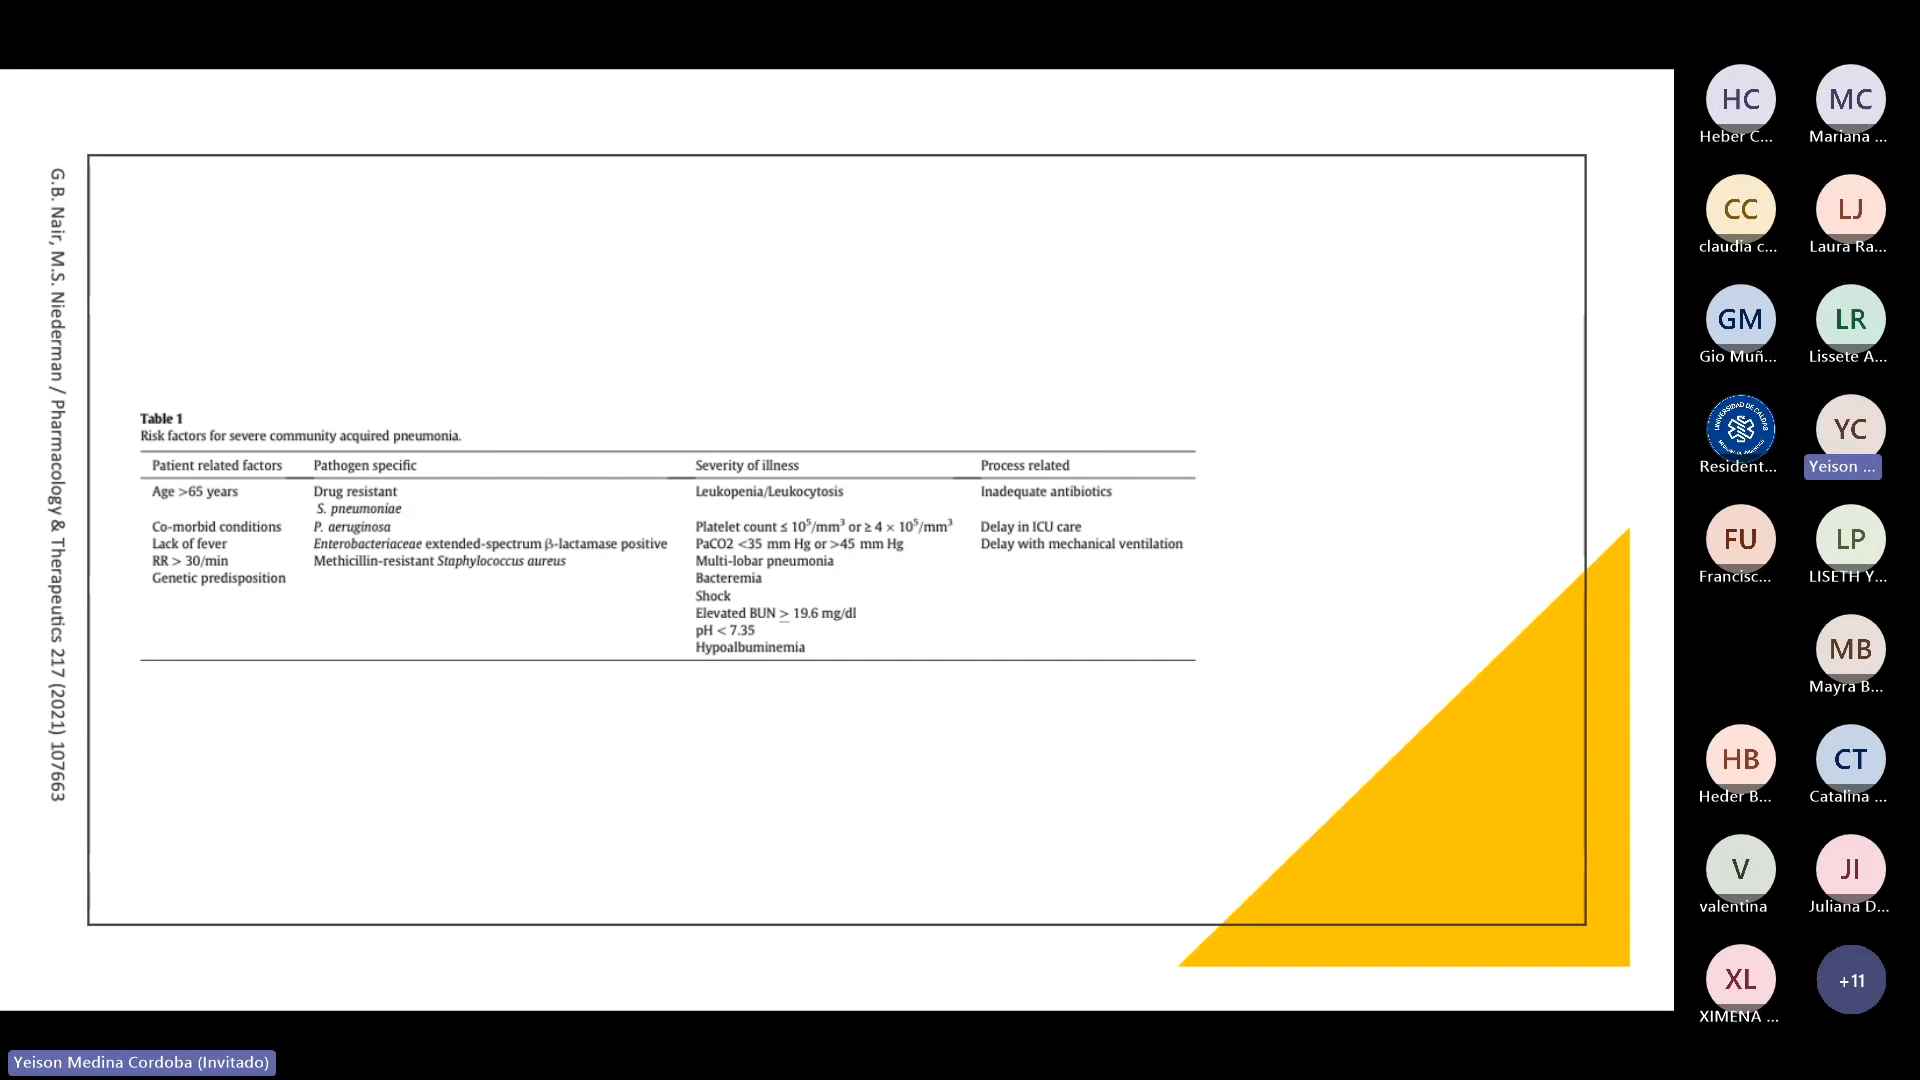 G.B. Nair, M.S. Niederman / Pharmacology & Therapeutics 217 (2021) 107663
Table 1
Risk factors for severe community acquired pneumonia.
Patient related factors Pathogen specific Severity of illness Process related
Age >65 years Drug resistant Leukopenia/Leukocytosis Inadequate antibiotics
S. pneumoniae
Co-morbid conditions P. aeruginosa Platelet count ≤ 10⁵/mm³ or ≥ 4 × 10⁵/mm³ Delay in ICU care
Lack of fever Enterobacteriaceae extended-spectrum β-lactamase positive PaCO2 <35 mm Hg or >45 mm Hg Delay with mechanical ventilation
RR > 30/min Methicillin-resistant Staphylococcus aureus Multi-lobar pneumonia
Genetic predisposition Bacteremia
Shock
Elevated BUN ≥ 19.6 mg/dl
pH < 7.35
Hypoalbuminemia
HC MC
Heber C... Mariana ...
CC LJ
claudia c... Laura Ra...
GM LR
Gio Muñ... Lissete A...
UNIVERSIDAD DE CALDAS
YC
Resident... Yeison ...
FU LP
Francisc... LISETH Y...
MB
Mayra B...
HB CT
Heder B... Catalina ...
V JI
valentina Juliana D...
XL +11
XIMENA ...
Yeison Medina Cordoba (Invitado)